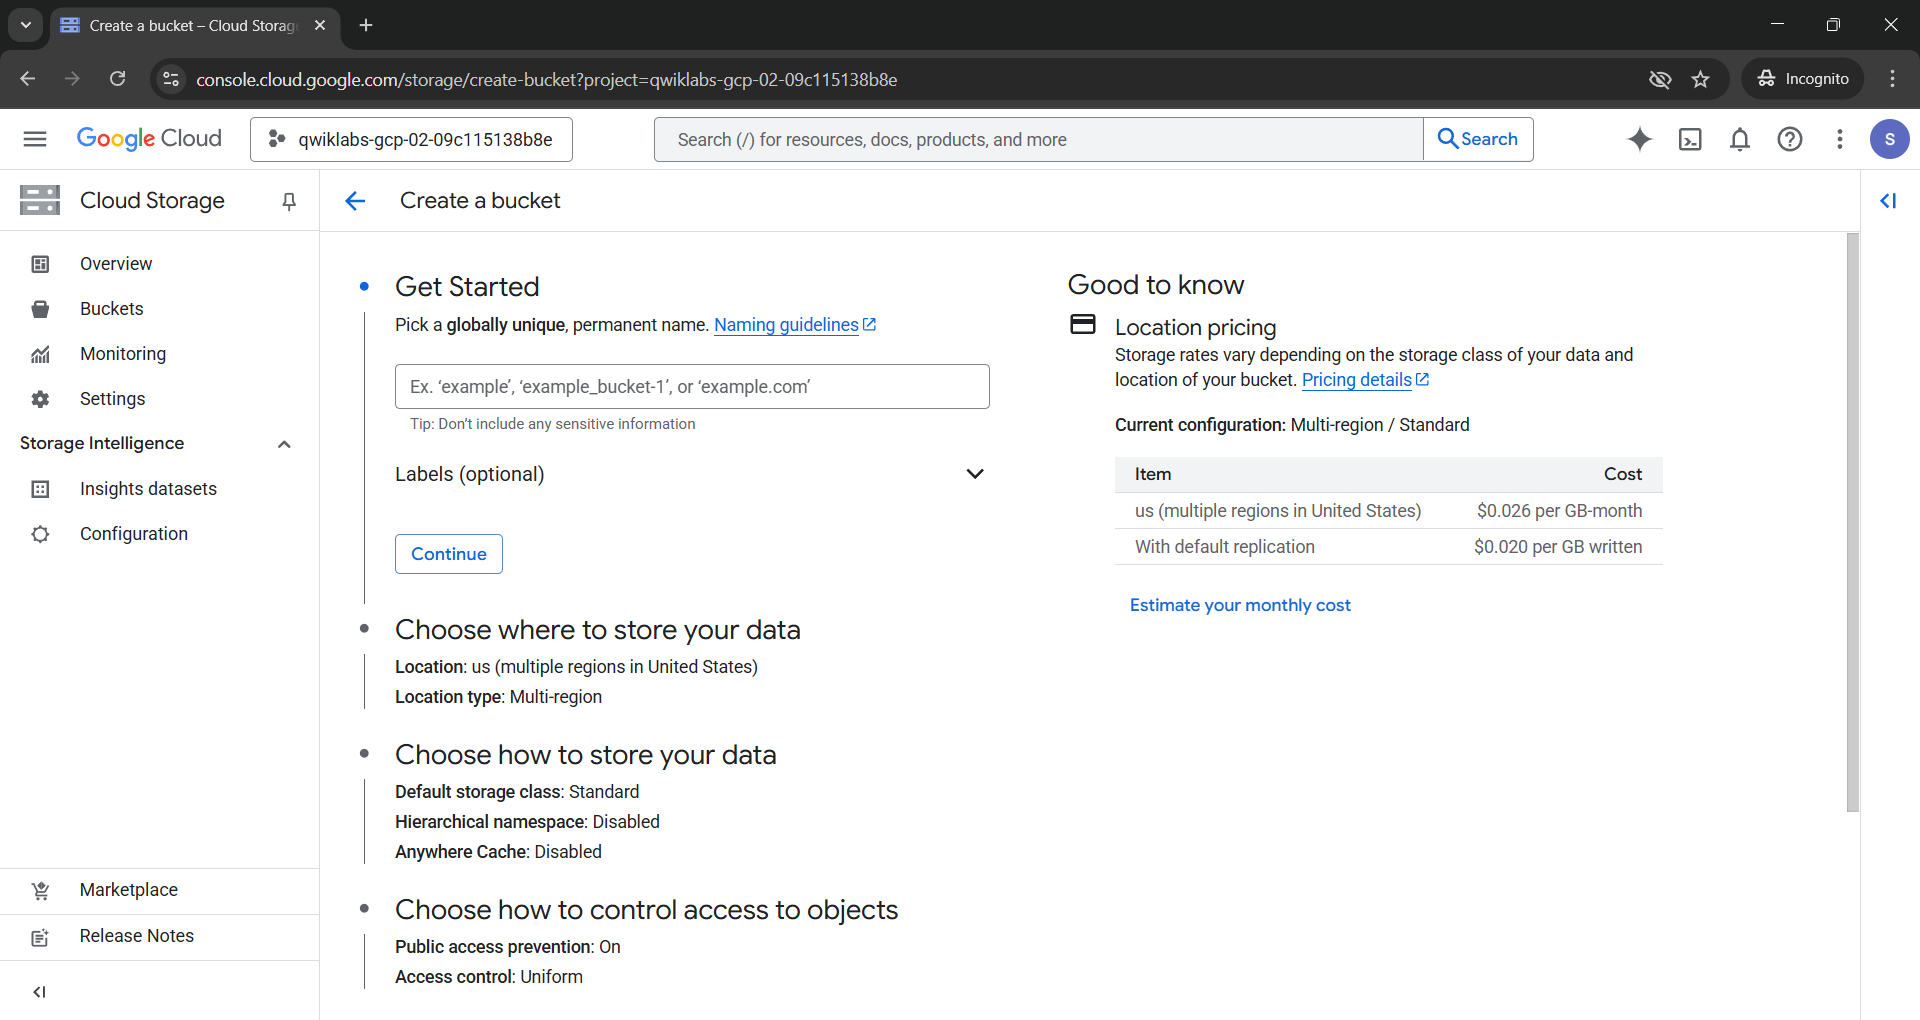 Create a bucket – Cloud Storag
console.cloud.google.com/storage/create-bucket?project=qwiklabs-gcp-02-09c115138b8e
Incognito
Google Cloud
qwiklabs-gcp-02-09c115138b8e
Search (/) for resources, docs, products, and more
Search
S
Cloud Storage
Create a bucket
Overview
Buckets
Monitoring
Settings
Storage Intelligence
Insights datasets
Configuration
Marketplace
Release Notes
Get Started
Pick a globally unique, permanent name. Naming guidelines
Ex. ‘example’, ‘example_bucket-1’, or ‘example.com’
Tip: Don’t include any sensitive information
Labels (optional)
Continue
Choose where to store your data
Location: us (multiple regions in United States)
Location type: Multi-region
Choose how to store your data
Default storage class: Standard
Hierarchical namespace: Disabled
Anywhere Cache: Disabled
Choose how to control access to objects
Public access prevention: On
Access control: Uniform
Good to know
Location pricing
Storage rates vary depending on the storage class of your data and
location of your bucket. Pricing details
Current configuration: Multi-region / Standard
Item Cost
us (multiple regions in United States) $0.026 per GB-month
With default replication $0.020 per GB written
Estimate your monthly cost